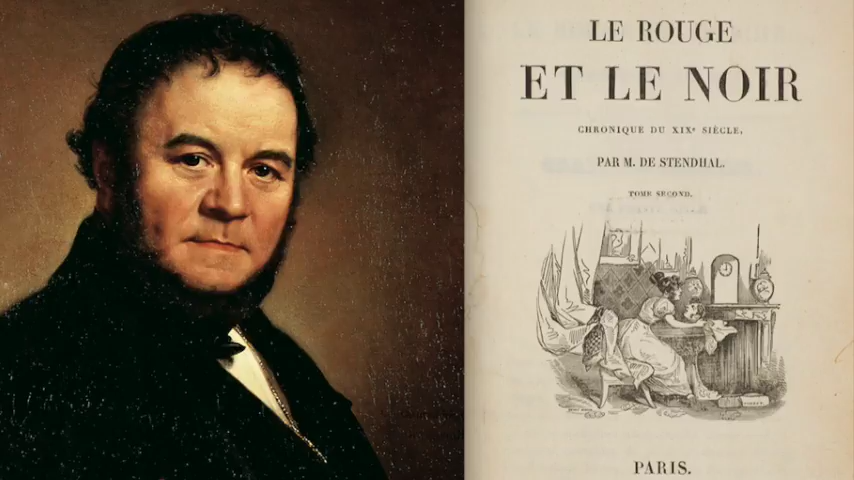 LE ROUGE
ET LE NOIR
CHRONIQUE DU XIXᵉ SIÈCLE,
PAR M. DE STENDHAL.
TOME SECOND.
PARIS.